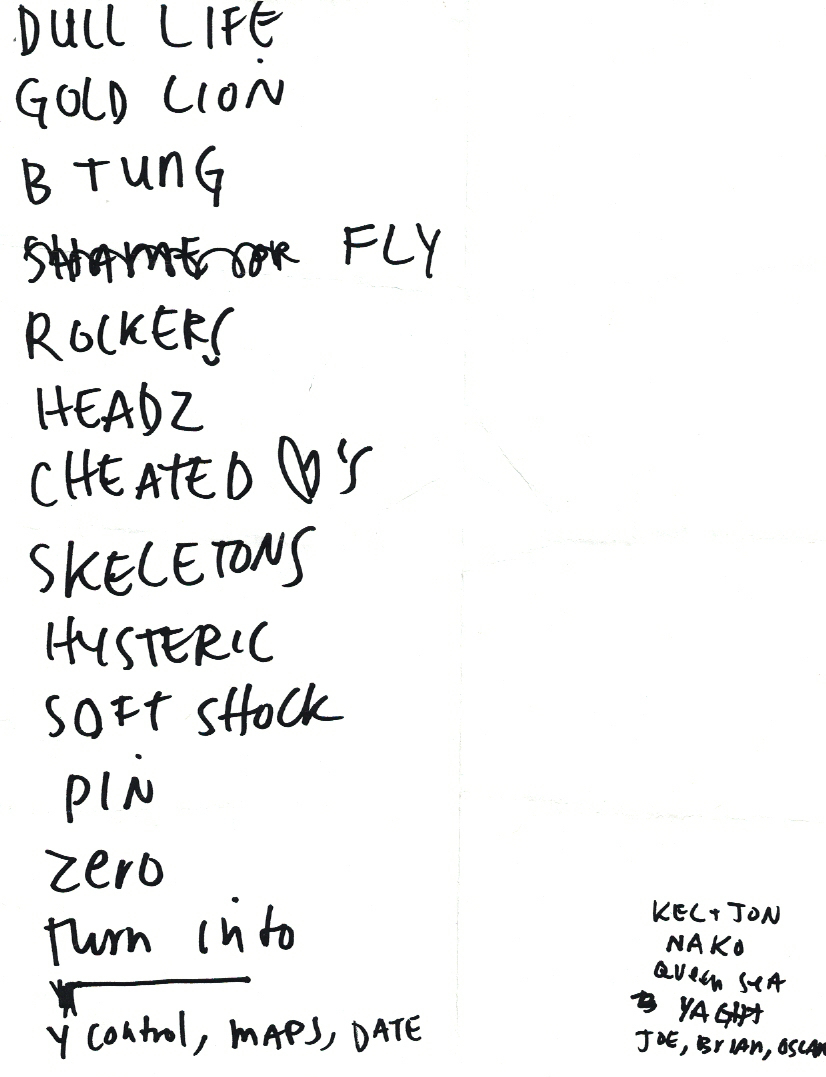 DULL LIFE
GOLD LION
B TUNG
SHAME FLY
ROCKERS
HEADZ
CHEATED ♡'S
SKELETONS
HYSTERIC
SOFT SHOCK
PIN
zero
turn into
Y control, MAPS, DATE
KEL + JON
NAKO
Queen SeA
YAGHT
JOE, BrIAn, OSCAR